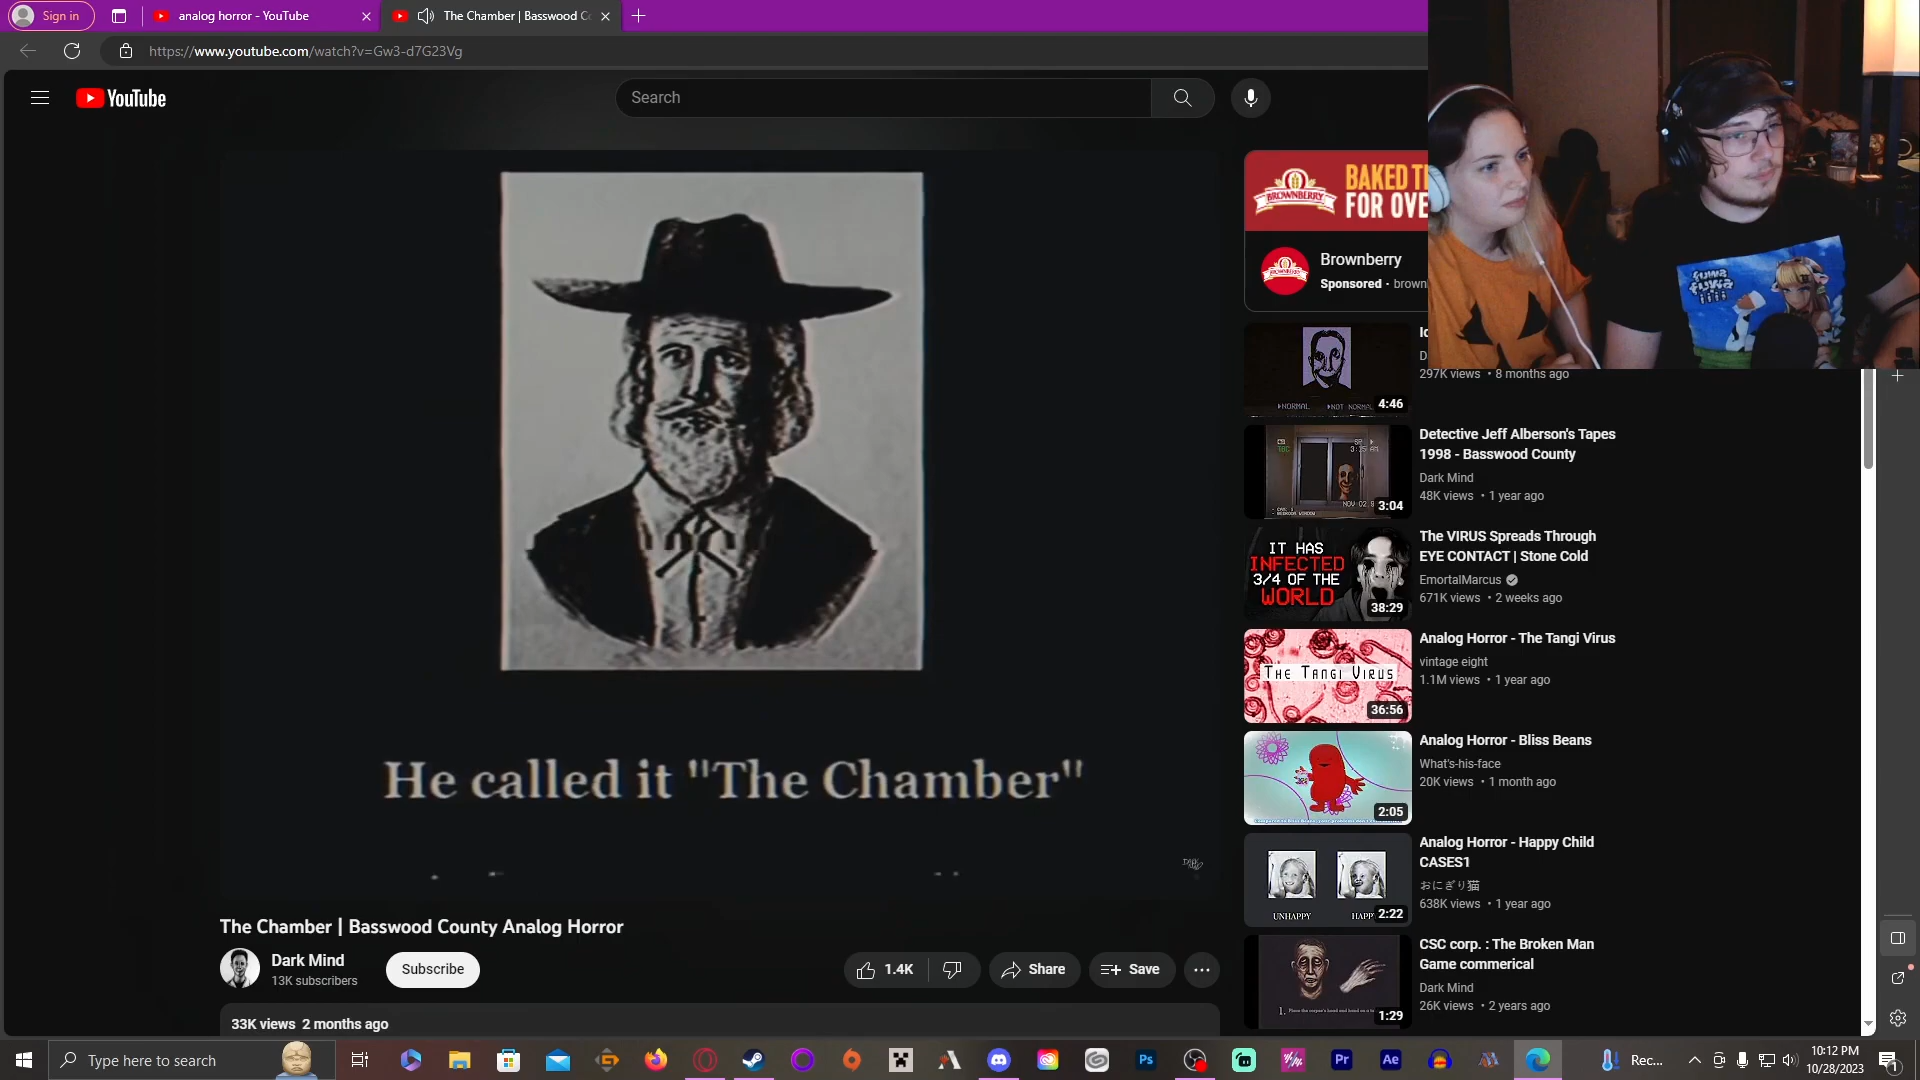 Sign in
analog horror - YouTube
The Chamber | Basswood C
https://www.youtube.com/watch?v=Gw3-d7G23Vg
YouTube
Search
He called it "The Chamber"
The Chamber | Basswood County Analog Horror
Dark Mind
13K subscribers
Subscribe
1.4K
Share
Save
33K views 2 months ago
BROWNBERRY
BAKED
FOR OVE
Brownberry
Sponsored · brown
297K views • 8 months ago
NORMAL
NOT NORMAL
4:46
Detective Jeff Alberson's Tapes
1998 - Basswood County
Dark Mind
48K views • 1 year ago
3:04
The VIRUS Spreads Through
EYE CONTACT | Stone Cold
EmortalMarcus
671K views • 2 weeks ago
IT HAS
INFECTED
3/4 OF THE
WORLD
38:29
Analog Horror - The Tangi Virus
vintage eight
1.1M views • 1 year ago
THE TANGI VIRUS
36:56
Analog Horror - Bliss Beans
What's-his-face
20K views • 1 month ago
2:05
Analog Horror - Happy Child
CASES1
おにぎり猫
638K views • 1 year ago
UNHAPPY
HAPP
2:22
CSC corp. : The Broken Man
Game commerical
Dark Mind
26K views • 2 years ago
1:29
Type here to search
Ps
Pr
Ae
Rec...
10:12 PM
10/28/2023
1